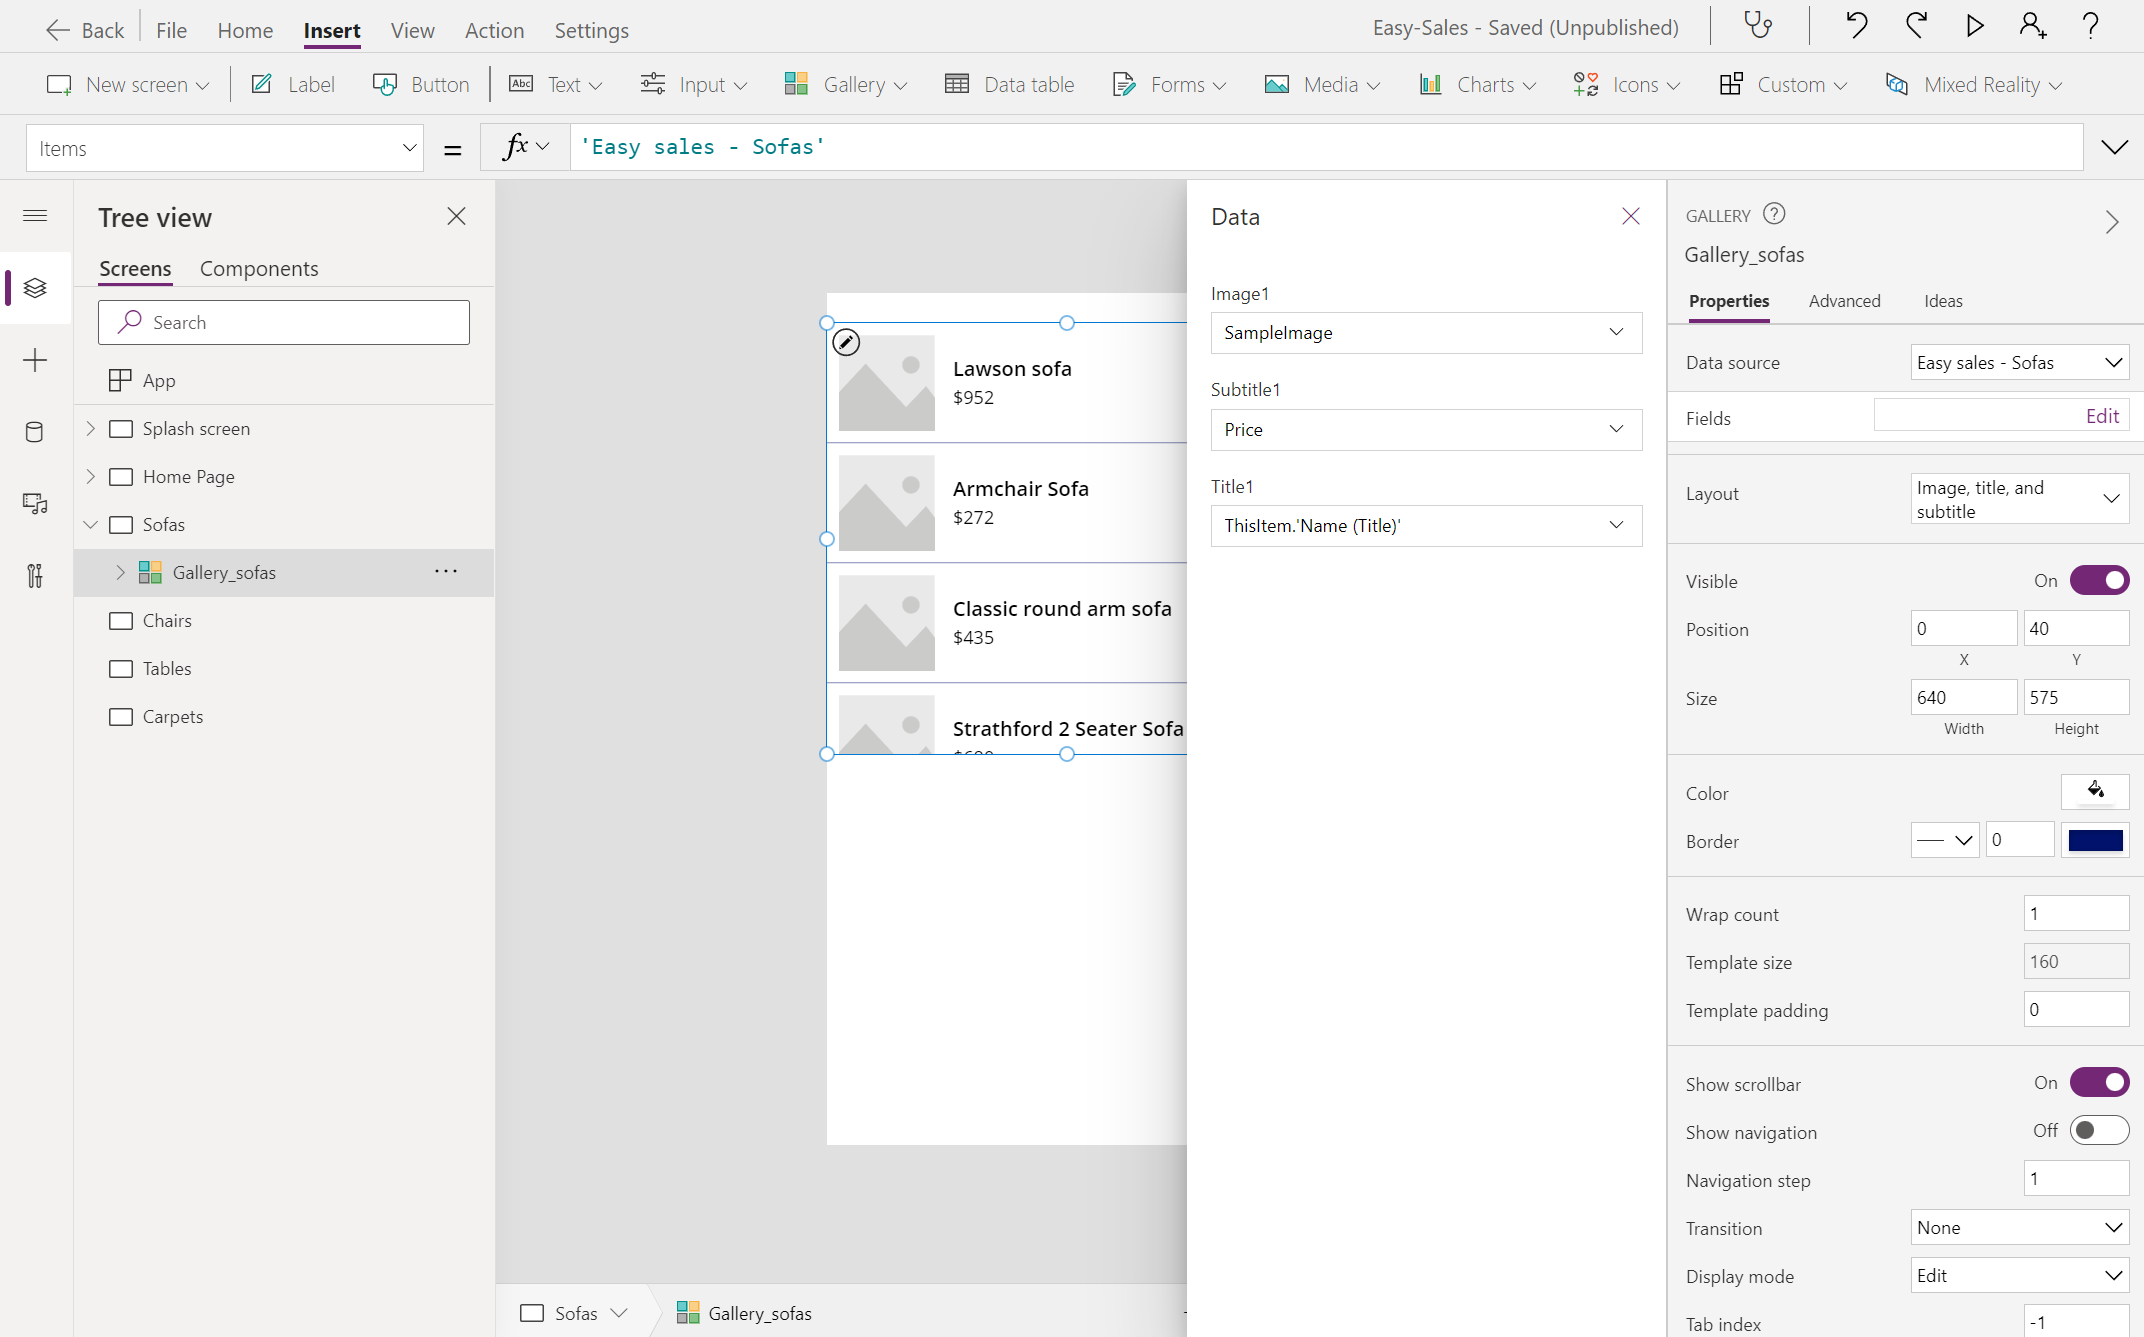 Back File Home Insert View Action Settings Easy-Sales - Saved (Unpublished)
New screen Label Button Abc Text Input Gallery Data table Forms Media Charts Icons Custom Mixed Reality
Items = fx 'Easy sales - Sofas'
Tree view
Screens Components
Search
App
Splash screen
Home Page
Sofas
Gallery_sofas ...
Chairs
Tables
Carpets
Lawson sofa
$952
Armchair Sofa
$272
Classic round arm sofa
$435
Strathford 2 Seater Sofa
Sofas Gallery_sofas
Data
Image1
SampleImage
Subtitle1
Price
Title1
ThisItem.'Name (Title)'
GALLERY ?
Gallery_sofas
Properties Advanced Ideas
Data source Easy sales - Sofas
Fields Edit
Layout Image, title, and
subtitle
Visible On
Position 0 40
X Y
Size 640 575
Width Height
Color
Border 0
Wrap count 1
Template size 160
Template padding 0
Show scrollbar On
Show navigation Off
Navigation step 1
Transition None
Display mode Edit
Tab index -1